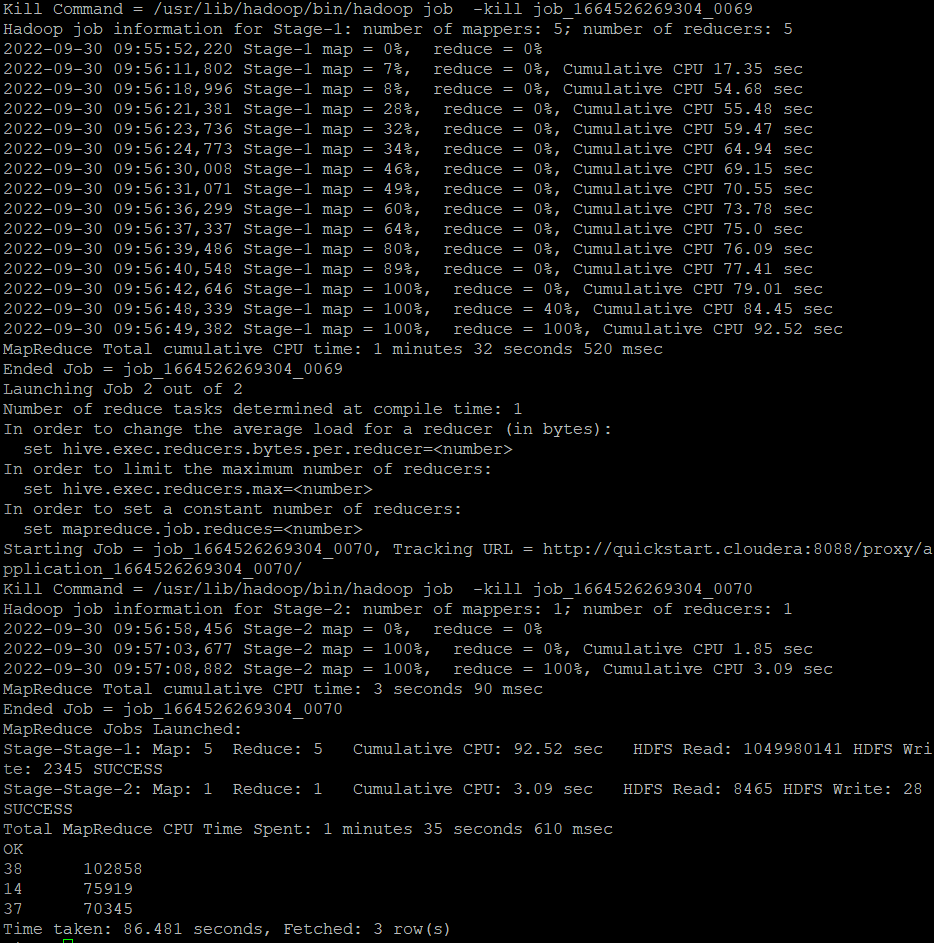 Kill Command = /usr/lib/hadoop/bin/hadoop job  -kill job_1664526269304_0069
Hadoop job information for Stage-1: number of mappers: 5; number of reducers: 5
2022-09-30 09:55:52,220 Stage-1 map = 0%,  reduce = 0%
2022-09-30 09:56:11,802 Stage-1 map = 7%,  reduce = 0%, Cumulative CPU 17.35 sec
2022-09-30 09:56:18,996 Stage-1 map = 8%,  reduce = 0%, Cumulative CPU 54.68 sec
2022-09-30 09:56:21,381 Stage-1 map = 28%,  reduce = 0%, Cumulative CPU 55.48 sec
2022-09-30 09:56:23,736 Stage-1 map = 32%,  reduce = 0%, Cumulative CPU 59.47 sec
2022-09-30 09:56:24,773 Stage-1 map = 34%,  reduce = 0%, Cumulative CPU 64.94 sec
2022-09-30 09:56:30,008 Stage-1 map = 46%,  reduce = 0%, Cumulative CPU 69.15 sec
2022-09-30 09:56:31,071 Stage-1 map = 49%,  reduce = 0%, Cumulative CPU 70.55 sec
2022-09-30 09:56:36,299 Stage-1 map = 60%,  reduce = 0%, Cumulative CPU 73.78 sec
2022-09-30 09:56:37,337 Stage-1 map = 64%,  reduce = 0%, Cumulative CPU 75.0 sec
2022-09-30 09:56:39,486 Stage-1 map = 80%,  reduce = 0%, Cumulative CPU 76.09 sec
2022-09-30 09:56:40,548 Stage-1 map = 89%,  reduce = 0%, Cumulative CPU 77.41 sec
2022-09-30 09:56:42,646 Stage-1 map = 100%,  reduce = 0%, Cumulative CPU 79.01 sec
2022-09-30 09:56:48,339 Stage-1 map = 100%,  reduce = 40%, Cumulative CPU 84.45 sec
2022-09-30 09:56:49,382 Stage-1 map = 100%,  reduce = 100%, Cumulative CPU 92.52 sec
MapReduce Total cumulative CPU time: 1 minutes 32 seconds 520 msec
Ended Job = job_1664526269304_0069
Launching Job 2 out of 2
Number of reduce tasks determined at compile time: 1
In order to change the average load for a reducer (in bytes):
  set hive.exec.reducers.bytes.per.reducer=<number>
In order to limit the maximum number of reducers:
  set hive.exec.reducers.max=<number>
In order to set a constant number of reducers:
  set mapreduce.job.reduces=<number>
Starting Job = job_1664526269304_0070, Tracking URL = http://quickstart.cloudera:8088/proxy/a
pplication_1664526269304_0070/
Kill Command = /usr/lib/hadoop/bin/hadoop job  -kill job_1664526269304_0070
Hadoop job information for Stage-2: number of mappers: 1; number of reducers: 1
2022-09-30 09:56:58,456 Stage-2 map = 0%,  reduce = 0%
2022-09-30 09:57:03,677 Stage-2 map = 100%,  reduce = 0%, Cumulative CPU 1.85 sec
2022-09-30 09:57:08,882 Stage-2 map = 100%,  reduce = 100%, Cumulative CPU 3.09 sec
MapReduce Total cumulative CPU time: 3 seconds 90 msec
Ended Job = job_1664526269304_0070
MapReduce Jobs Launched:
Stage-Stage-1: Map: 5  Reduce: 5   Cumulative CPU: 92.52 sec   HDFS Read: 1049980141 HDFS Wri
te: 2345 SUCCESS
Stage-Stage-2: Map: 1  Reduce: 1   Cumulative CPU: 3.09 sec   HDFS Read: 8465 HDFS Write: 28
SUCCESS
Total MapReduce CPU Time Spent: 1 minutes 35 seconds 610 msec
OK
38      102858
14      75919
37      70345
Time taken: 86.481 seconds, Fetched: 3 row(s)